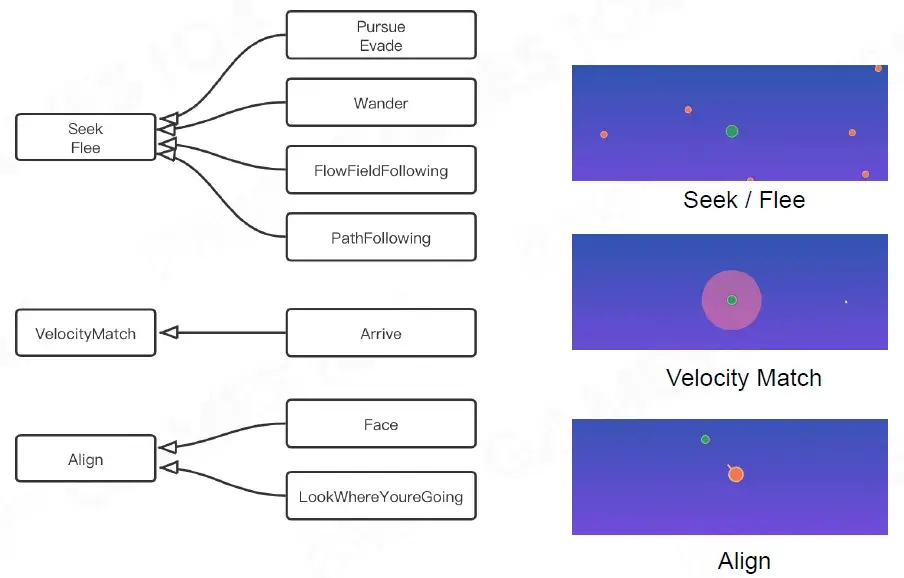 Pursue
Evade
Wander
Seek
Flee
FlowFieldFollowing
PathFollowing
VelocityMatch
Arrive
Face
Align
LookWhereYoureGoing
Seek / Flee
Velocity Match
Align